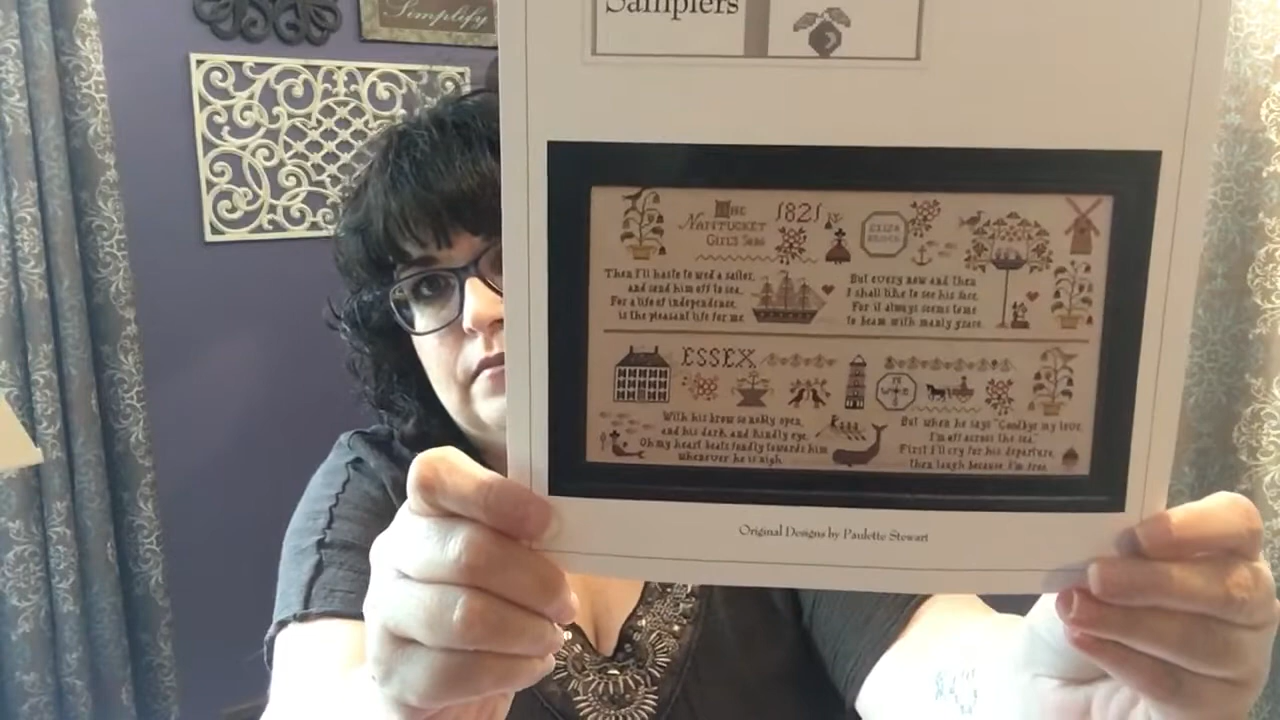 Simplify
Samplers
THE
NANTUCKET
GIRL'S SONG
1821
Then I'll haste to wed a sailor,
and send him off to sea,
For a life of independence,
is the pleasant life for me.
But every now and then
I shall like to see his face,
For it always seems to me
to beam with manly grace.
ESSEX
With his brow so nobly open,
and his dark and kindly eye,
Oh my heart beats fondly towards him
whenever he is nigh.
But when he says "Goodbye my love,
I'm off across the sea."
First I'll cry for his departure,
then laugh because I'm free.
Original Designs by Paulette Stewart